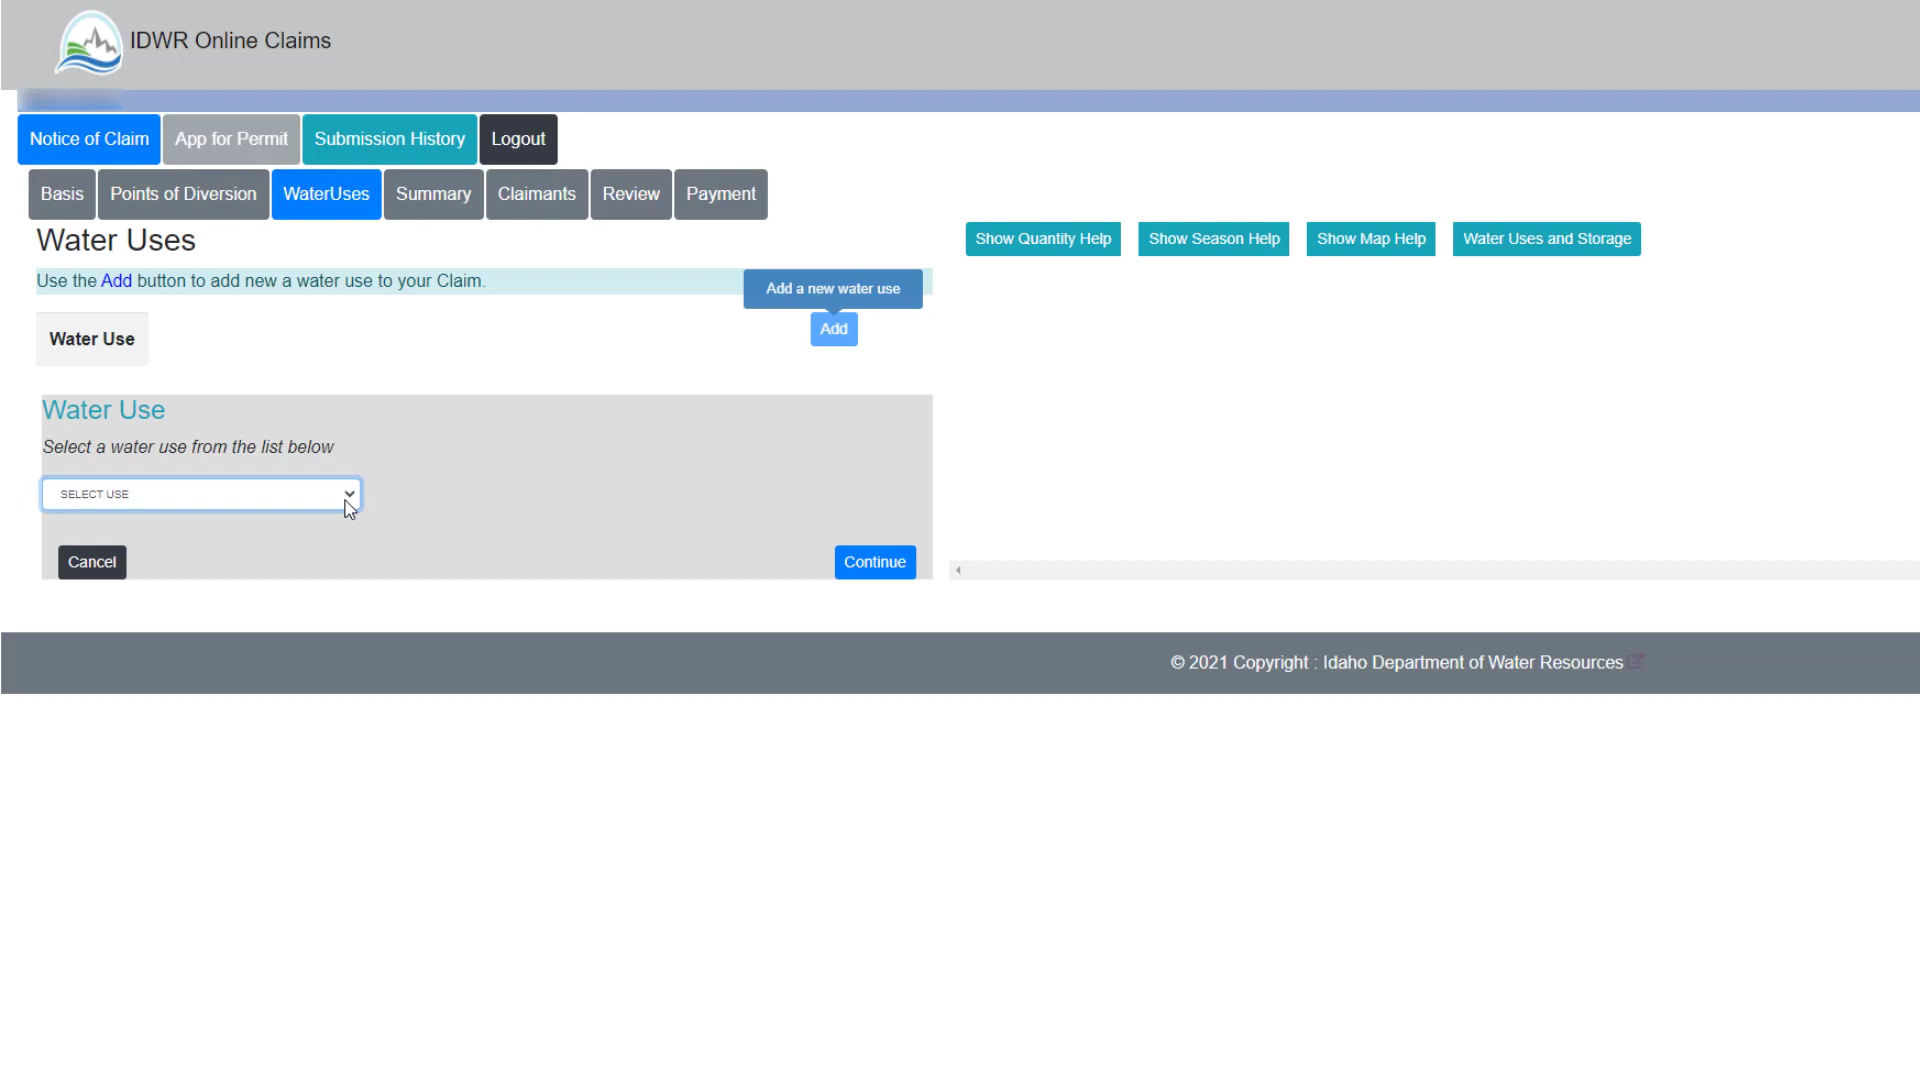 IDWR Online Claims
Notice of Claim App for Permit Submission History Logout
Basis Points of Diversion WaterUses Summary Claimants Review Payment
Water Uses
Show Quantity Help Show Season Help Show Map Help Water Uses and Storage
Use the Add button to add new a water use to your Claim.
Add a new water use
Add
Water Use
Water Use
Select a water use from the list below
SELECT USE
Cancel Continue
© 2021 Copyright : Idaho Department of Water Resources